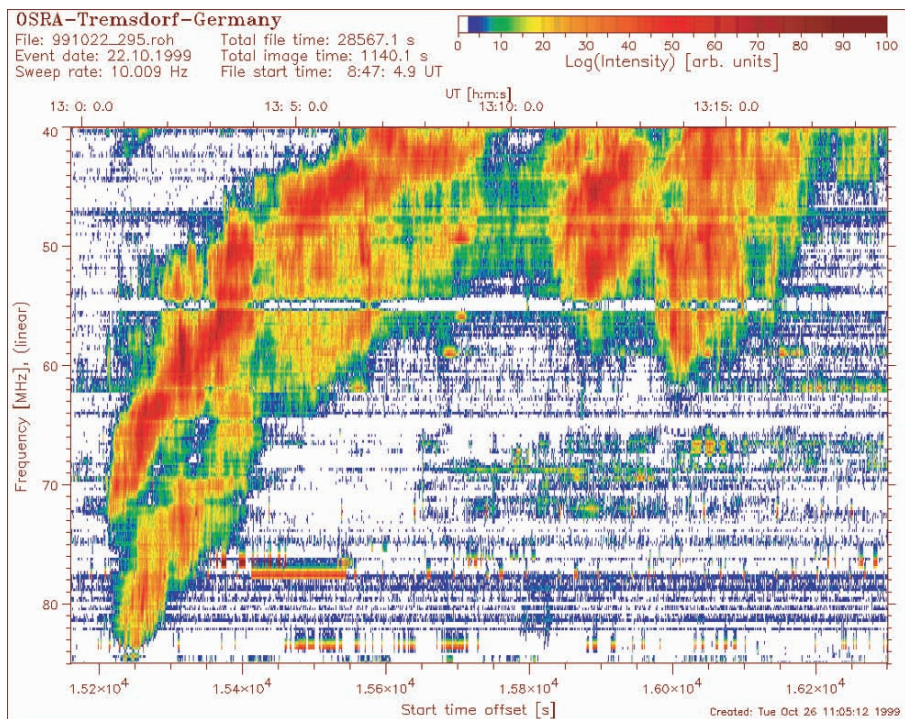 OSRA-Tremsdorf-Germany
File: 991022_295.roh Total file time: 28567.1 s
Event date: 22.10.1999 Total image time: 1140.1 s
Sweep rate: 10.009 Hz File start time: 8:47: 4.9 UT
0 10 20 30 40 50 60 70 80 90 100
Log(Intensity) [arb. units]
UT [h:m:s]
13: 0: 0.0 13: 5: 0.0 13:10: 0.0 13:15: 0.0
40
50
60
70
80
Frequency [MHz], (linear)
1.52×10⁴ 1.54×10⁴ 1.56×10⁴ 1.58×10⁴ 1.60×10⁴ 1.62×10⁴
Start time offset [s]
Created: Tue Oct 26 11:05:12 1999